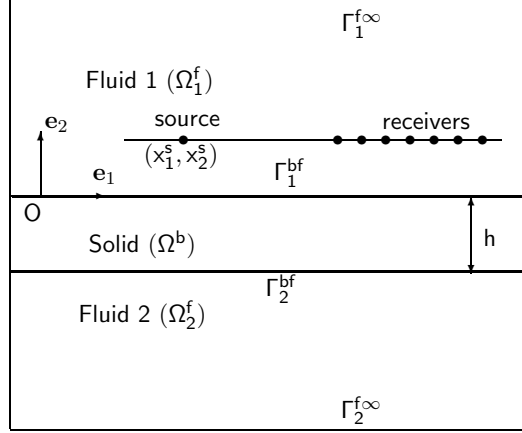 Γ₁^f∞
Fluid 1 (Ω₁^f)
e₂
source
receivers
(x₁^s, x₂^s)
e₁
Γ₁^bf
O
Solid (Ω^b)
h
Γ₂^bf
Fluid 2 (Ω₂^f)
Γ₂^f∞